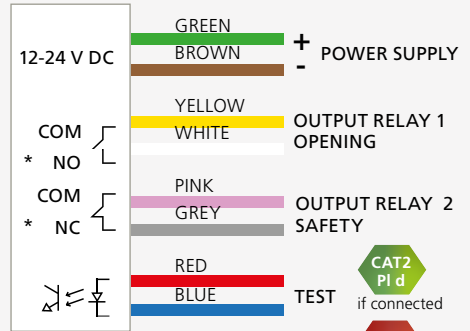 GREEN
12-24 V DC
BROWN
+
-
POWER SUPPLY
YELLOW
COM
WHITE
* NO
OUTPUT RELAY 1
OPENING
PINK
COM
GREY
* NC
OUTPUT RELAY 2
SAFETY
RED
BLUE
TEST
CAT2
Pl d
if connected